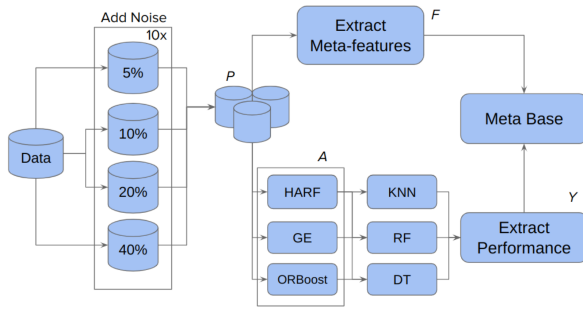 Add Noise
10x
5%
10%
20%
40%
Data
P
Extract
Meta-features
F
Meta Base
A
HARF
GE
ORBoost
KNN
RF
DT
Y
Extract
Performance